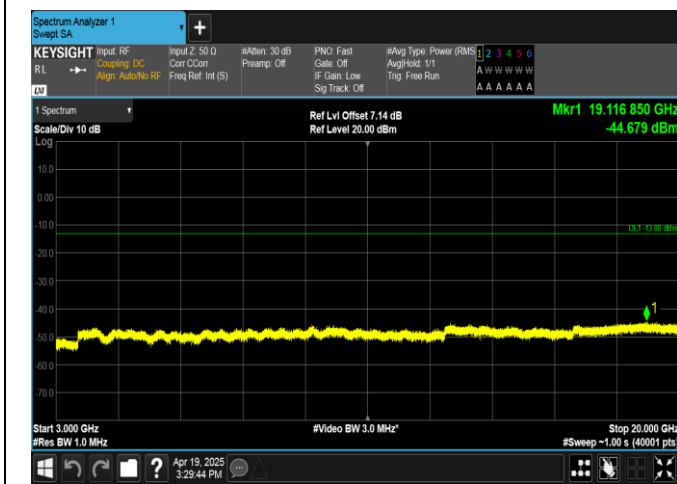 Spectrum Analyzer 1
Swept SA
+
KEYSIGHT Input: RF Input Z: 50 Ω #Atten: 30 dB PNO: Fast #Avg Type: Power (RMS 1 2 3 4 5 6
RL Coupling: DC Corr CCorr Preamp: Off Gate: Off Avg|Hold: 1/1 A W W W W W
Align: Auto/No RF Freq Ref: Int (S) IF Gain: Low Trig: Free Run
LXI Sig Track: Off A A A A A A
1 Spectrum Ref Lvl Offset 7.14 dB Mkr1 19.116 850 GHz
Scale/Div 10 dB Ref Level 20.00 dBm -44.679 dBm
Log
10.0
0.00
-10.0
DL1 -13.00 dBm
-20.0
-30.0
-40.0
1
-50.0
-60.0
-70.0
Start 3.000 GHz #Video BW 3.0 MHz* Stop 20.000 GHz
#Res BW 1.0 MHz #Sweep ~1.00 s (40001 pts)
? Apr 19, 2025
3:29:44 PM